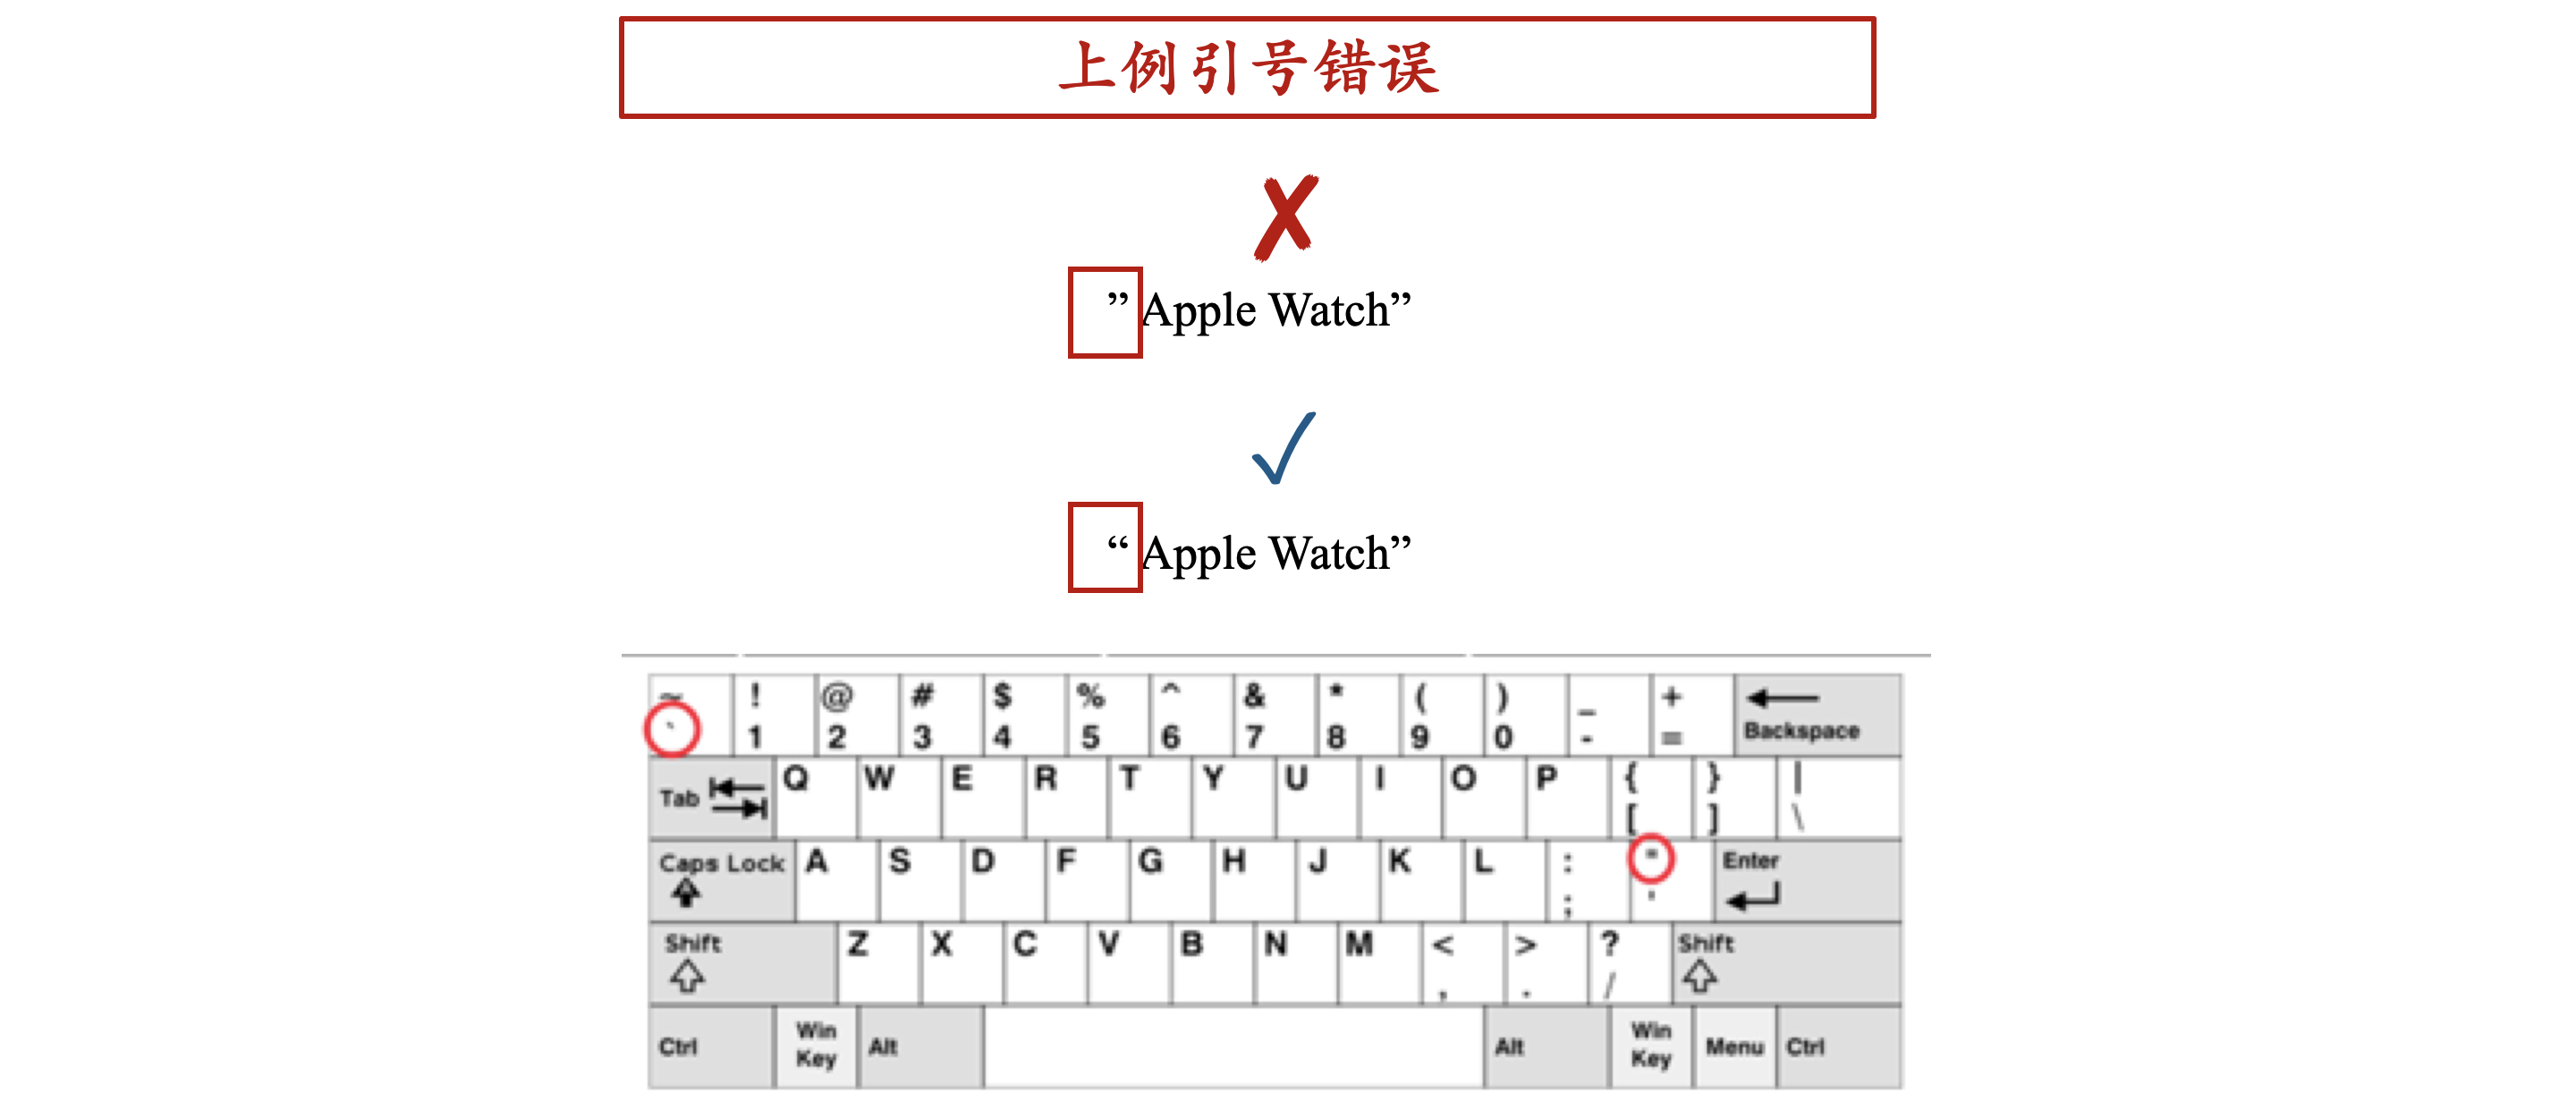 上例引号错误
” Apple Watch”
“ Apple Watch”
~ ! @ # $ % ^ & * ( ) _ +
` 1 2 3 4 5 6 7 8 9 0 - = Backspace
Tab Q W E R T Y U I O P { } |
[ ] \
Caps Lock A S D F G H J K L : " Enter
; '
Shift Z X C V B N M < > ? Shift
, . /
Ctrl Win Key Alt Alt Win Key Menu Ctrl